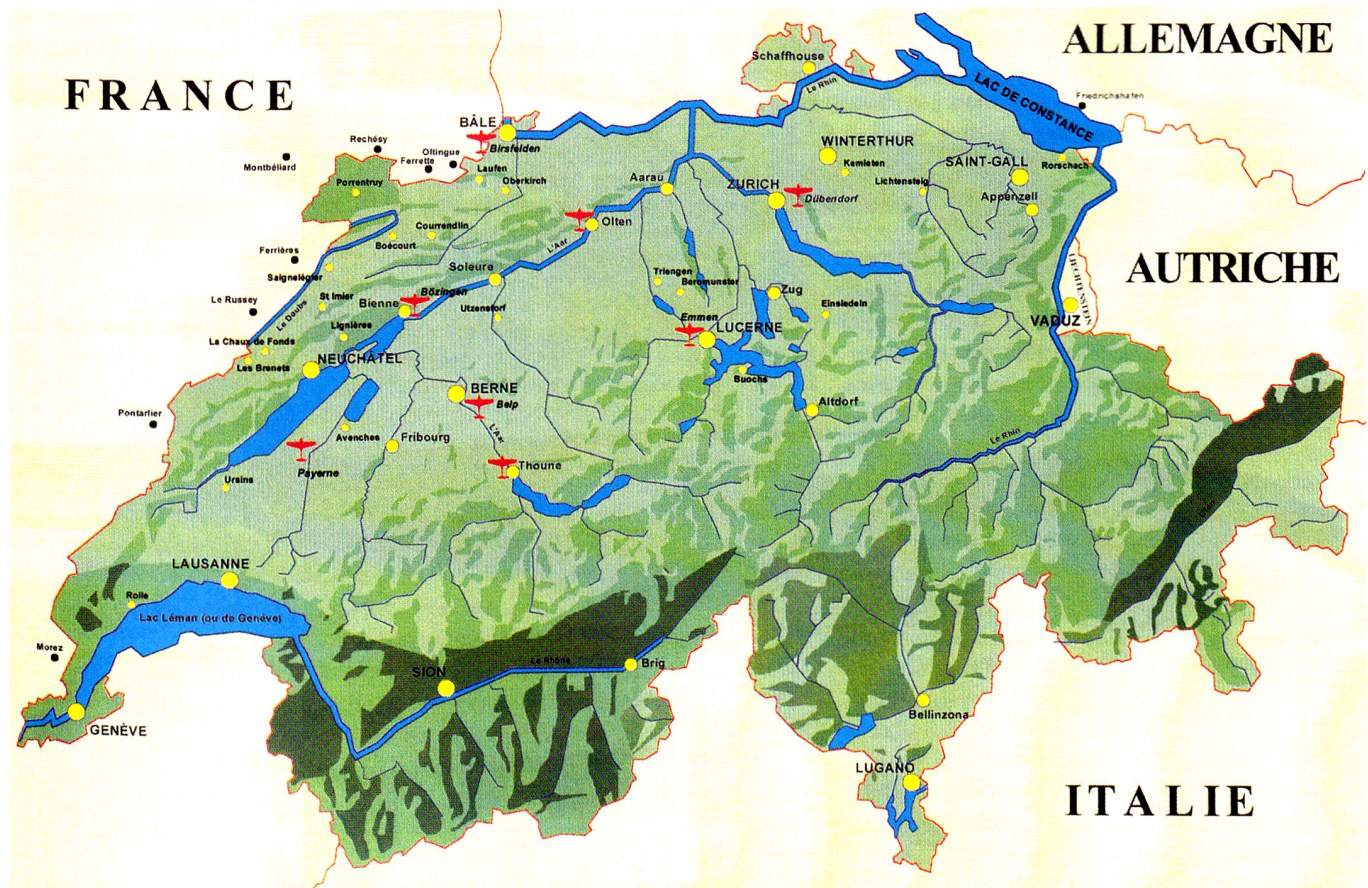 ALLEMAGNE
FRANCE
Schaffhouse
Le Rhin
LAC DE CONSTANCE
Friedrichshafen
BÂLE
Birsfelden
Rechésy
Oltingue
Ferrette
Montbéliard
Laufen
Oberkirch
Porrentruy
WINTERTHUR
Kemleten
Lichtensteig
SAINT-GALL
Rorschach
Appenzell
Aarau
ZURICH
Dübendorf
Olten
L'Aar
Courrendlin
Boécourt
Ferrières
Saignelégier
Soleure
AUTRICHE
LIECHTENSTEIN
Le Russey
Le Doubs
St Imier
Bienne
Bözingen
Utzenstorf
Triengen
Beromunster
Zug
Einsiedeln
VADUZ
Lignières
La Chaux de Fonds
Les Brenets
NEUCHÂTEL
Emmen
LUCERNE
Buochs
Altdorf
Pontarlier
BERNE
Belp
L'Aar
Avenches
Fribourg
Payerne
Thoune
Ursins
Le Rhin
LAUSANNE
Rolle
Lac Léman (ou de Genève)
Morez
GENÈVE
SION
Le Rhône
Brig
Bellinzona
LUGANO
ITALIE